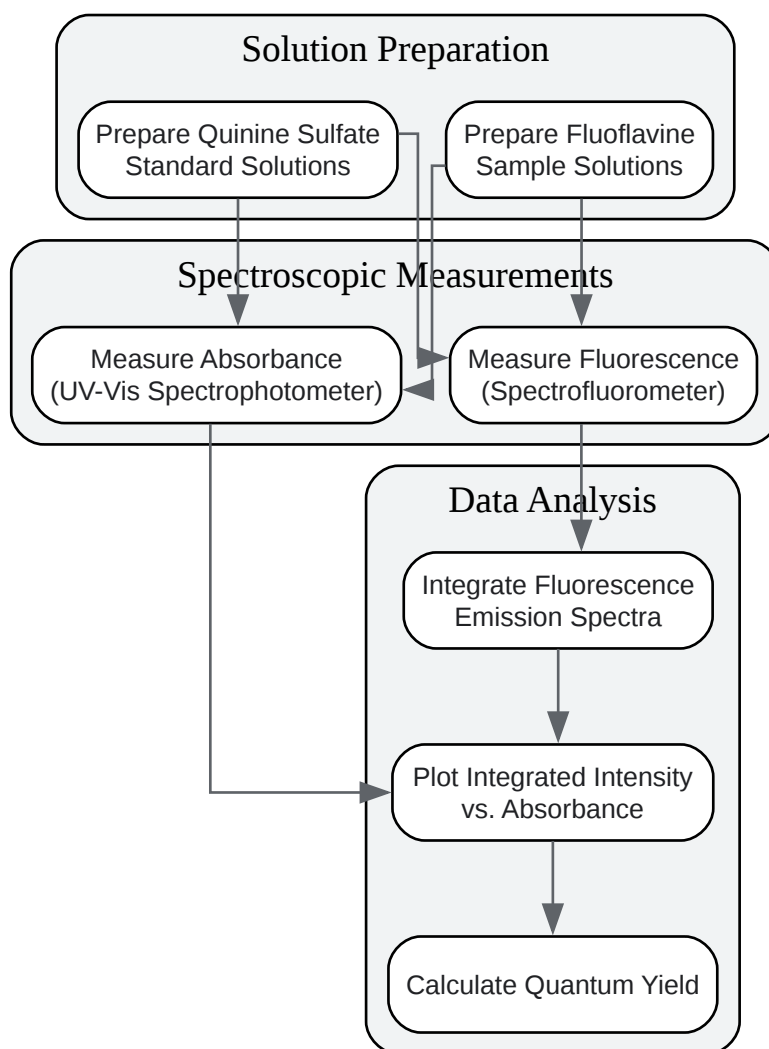 Solution Preparation
Prepare Quinine Sulfate
Standard Solutions
Prepare Fluoflavine
Sample Solutions
Spectroscopic Measurements
Measure Absorbance
(UV-Vis Spectrophotometer)
Measure Fluorescence
(Spectrofluorometer)
Data Analysis
Integrate Fluorescence
Emission Spectra
Plot Integrated Intensity
vs. Absorbance
Calculate Quantum Yield